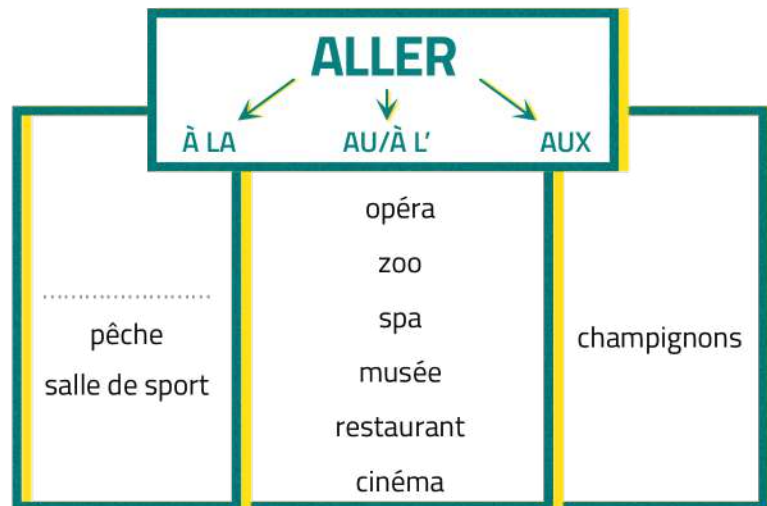 ALLER
À LA AU/À L' AUX
pêche
salle de sport
opéra
zoo
spa
musée
restaurant
cinéma
champignons